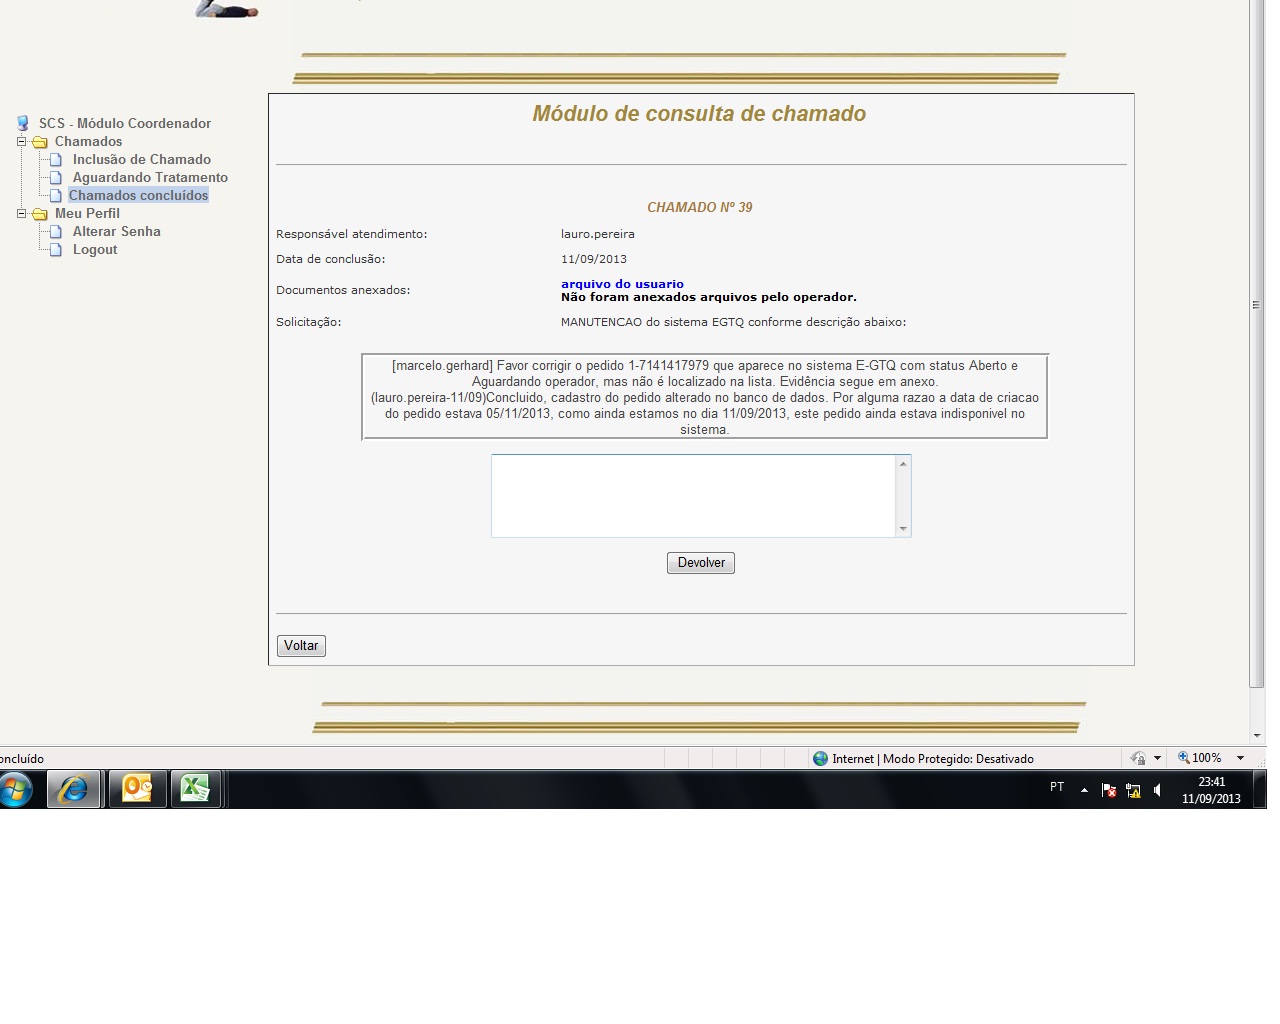 Módulo de consulta de chamado
SCS - Módulo Coordenador
Chamados
Inclusão de Chamado
Aguardando Tratamento
Chamados concluídos
Meu Perfil
Alterar Senha
Logout
CHAMADO Nº 39
Responsável atendimento: lauro.pereira
Data de conclusão: 11/09/2013
Documentos anexados: arquivo do usuario
Não foram anexados arquivos pelo operador.
Solicitação: MANUTENCAO do sistema EGTQ conforme descrição abaixo:
[marcelo.gerhard] Favor corrigir o pedido 1-7141417979 que aparece no sistema E-GTQ com status Aberto e
Aguardando operador, mas não é localizado na lista. Evidência segue em anexo.
(lauro.pereira-11/09)Concluido, cadastro do pedido alterado no banco de dados. Por alguma razao a data de criacao
do pedido estava 05/11/2013, como ainda estamos no dia 11/09/2013, este pedido ainda estava indisponivel no
sistema.
Devolver
Voltar
oncluído
Internet | Modo Protegido: Desativado
100%
PT
23:41
11/09/2013